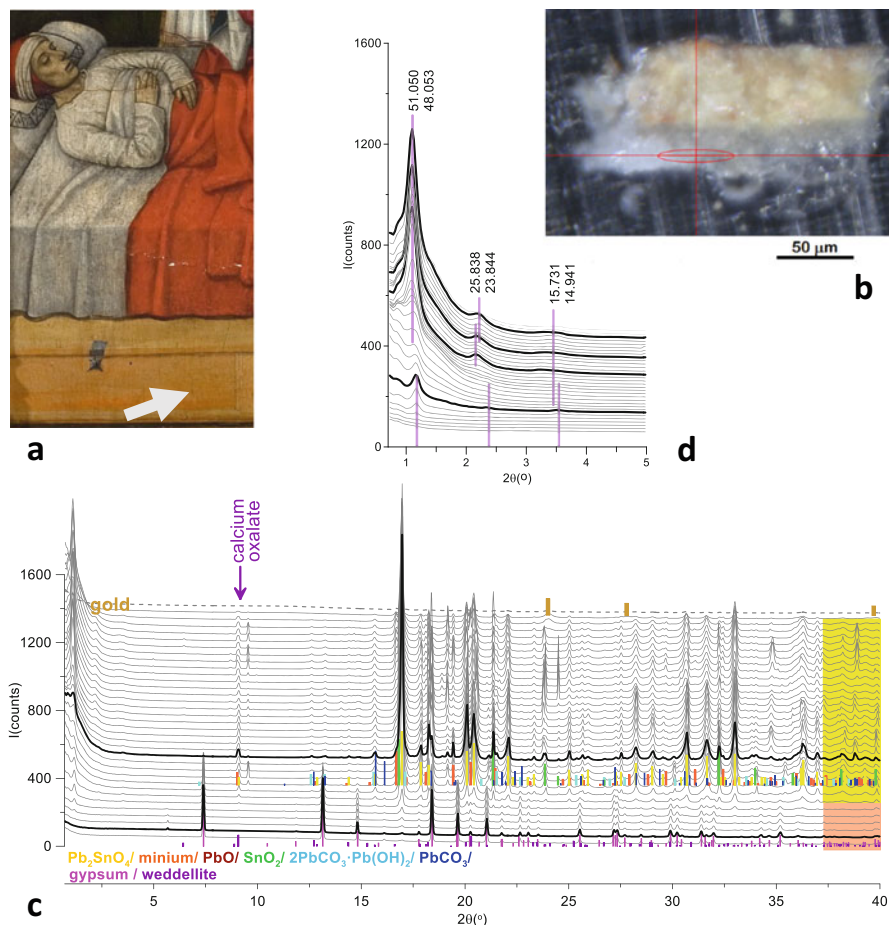 a
1600
1200
800
400
0
I(counts)
51.050
48.053
25.838
23.844
15.731
14.941
1
2
3
4
5
2θ(°)
d
50 µm
b
calcium
oxalate
gold
1600
1200
800
400
0
I(counts)
Pb₂SnO₄/ minium/ PbO/ SnO₂/ 2PbCO₃·Pb(OH)₂/ PbCO₃/
gypsum / weddellite
5
10
15
20
25
30
35
40
2θ(°)
c